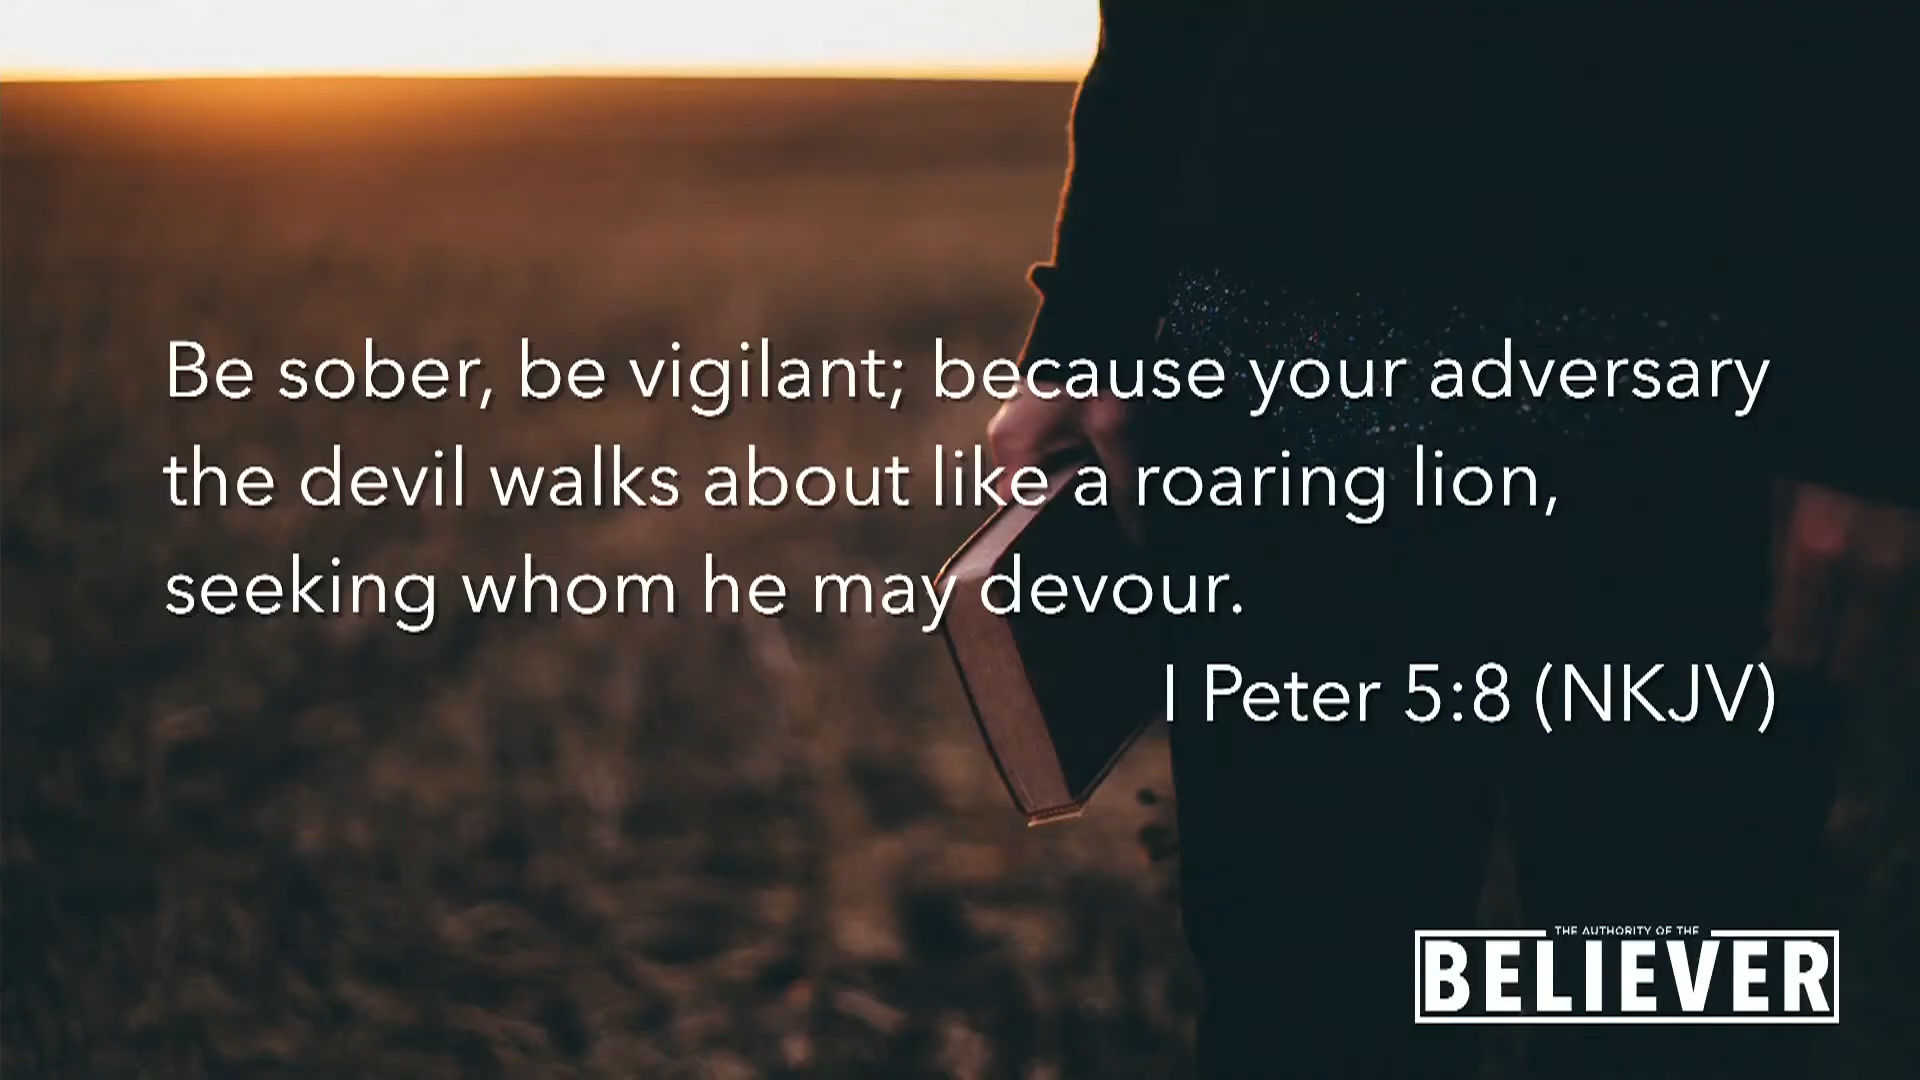 Be sober, be vigilant; because your adversary
the devil walks about like a roaring lion,
seeking whom he may devour.
I Peter 5:8 (NKJV)
THE AUTHORITY OF THE
BELIEVER